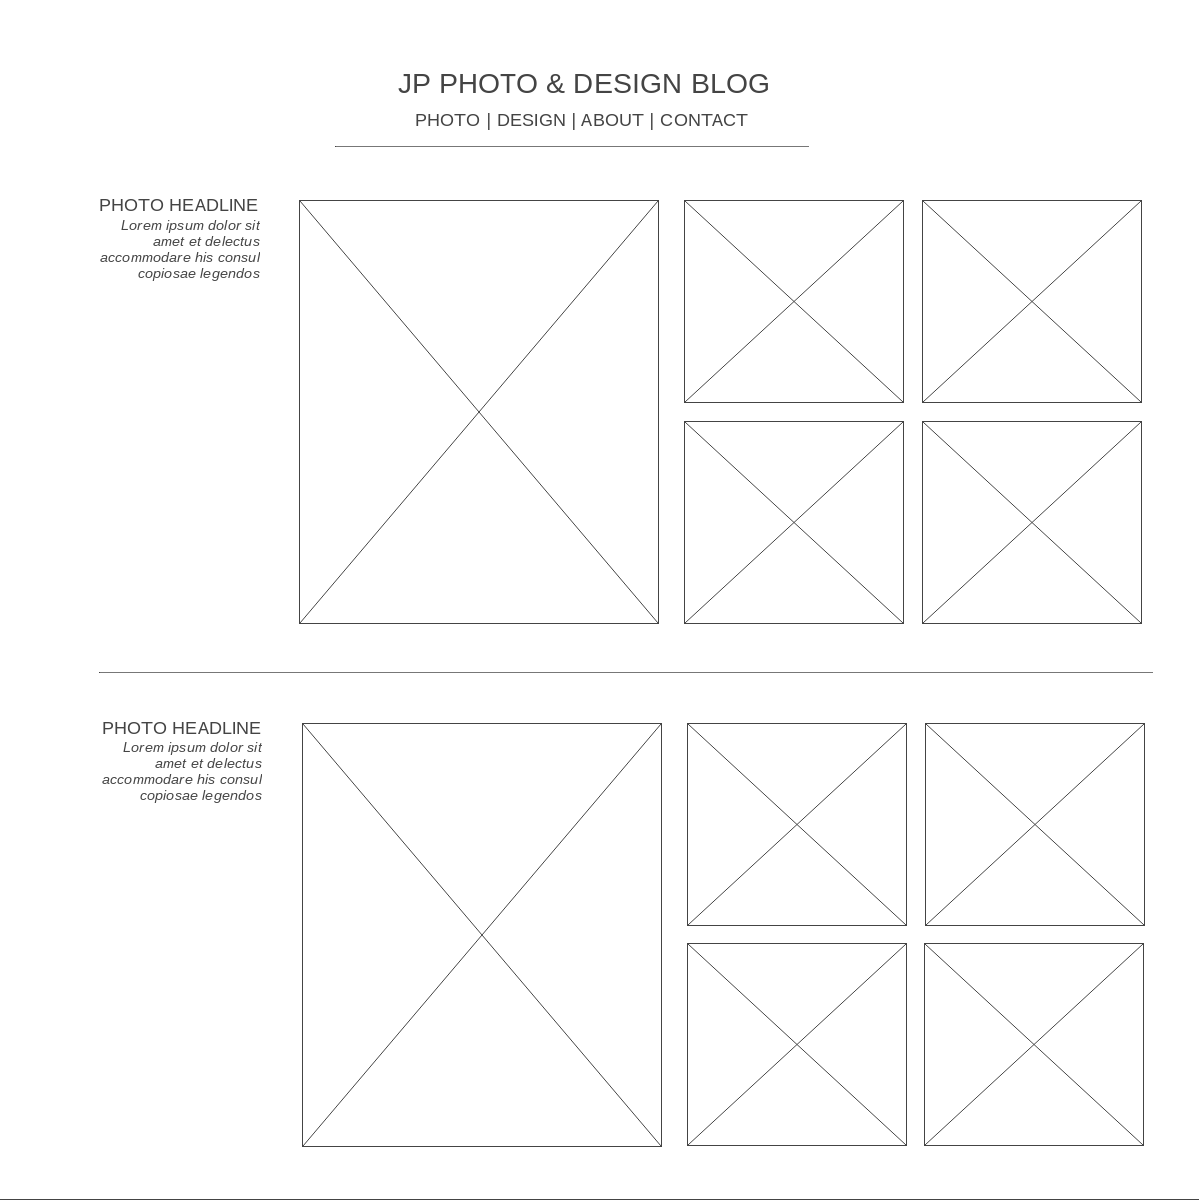 JP PHOTO & DESIGN BLOG
PHOTO | DESIGN | ABOUT | CONTACT
PHOTO HEADLINE
Lorem ipsum dolor sit
amet et delectus
accommodare his consul
copiosae legendos
PHOTO HEADLINE
Lorem ipsum dolor sit
amet et delectus
accommodare his consul
copiosae legendos